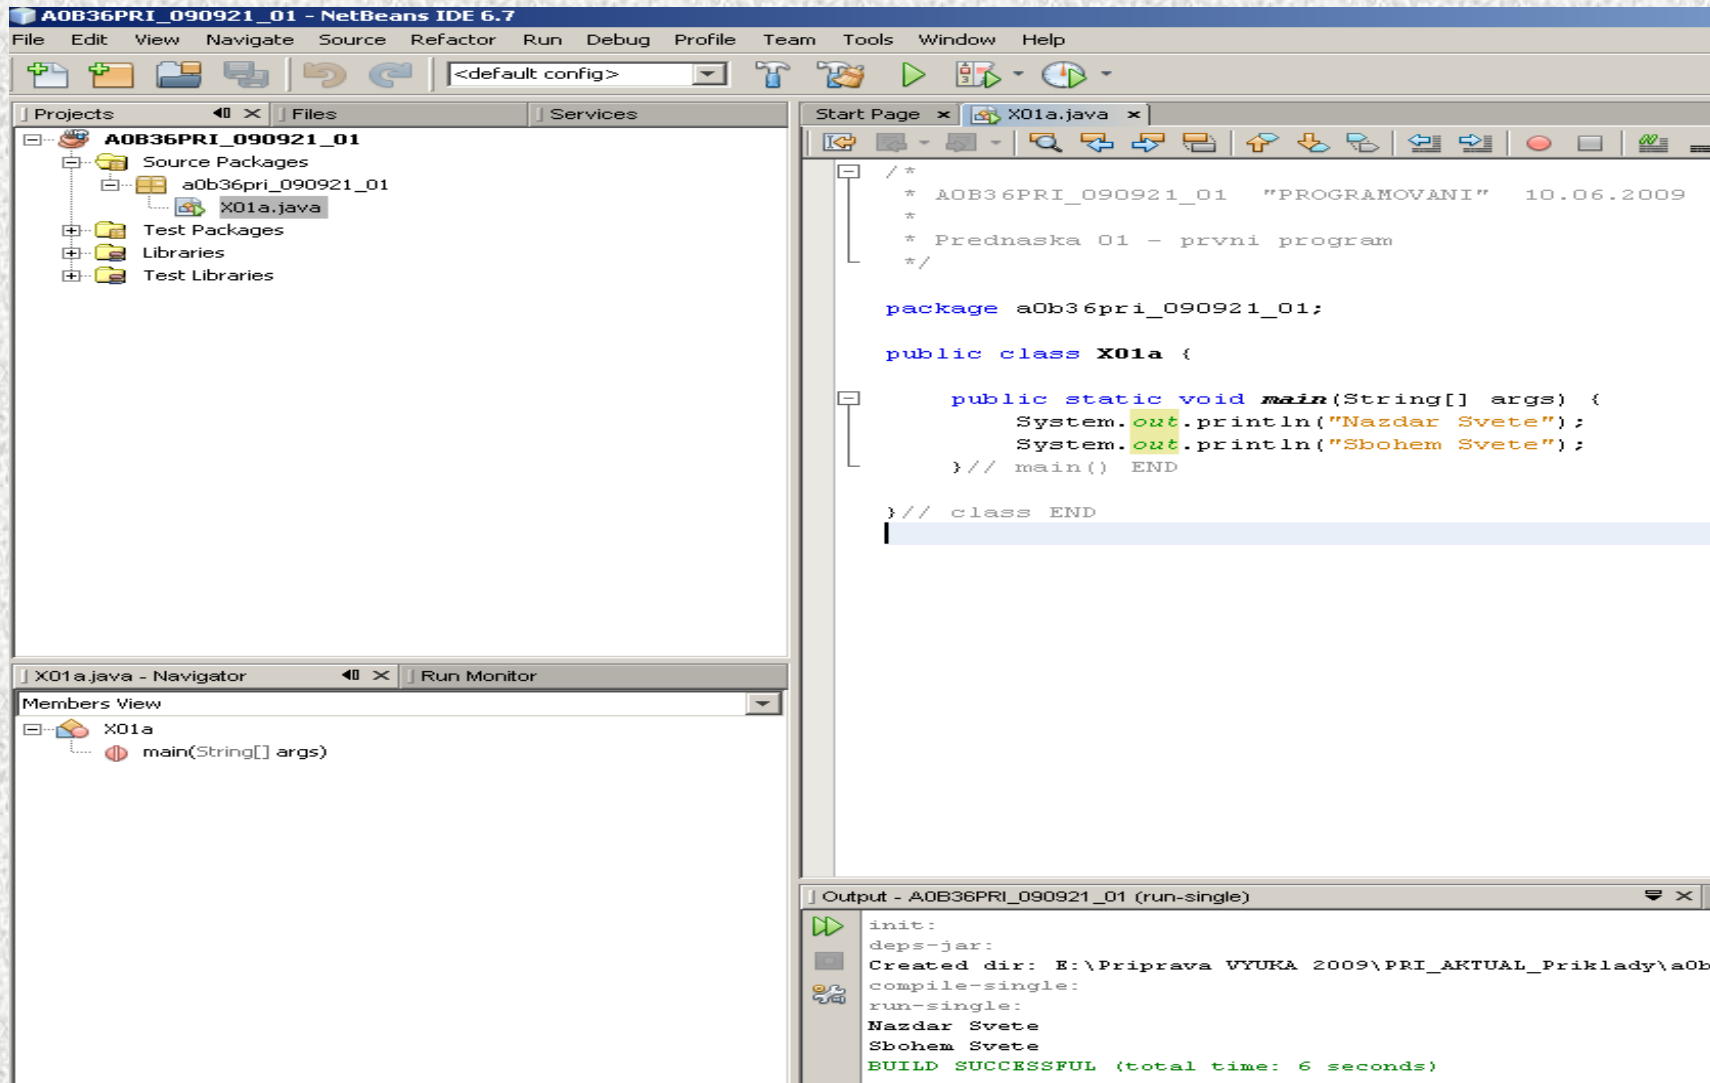 A0B36PRI_090921_01 - NetBeans IDE 6.7
File Edit View Navigate Source Refactor Run Debug Profile Team Tools Window Help
<default config>
Projects Files Services
A0B36PRI_090921_01
Source Packages
a0b36pri_090921_01
X01a.java
Test Packages
Libraries
Test Libraries
X01a.java - Navigator Run Monitor
Members View
X01a
main(String[] args)
Start Page X01a.java
/*
* A0B36PRI_090921_01 "PROGRAMOVANI" 10.06.2009
*
* Prednaska 01 - prvni program
*/
package a0b36pri_090921_01;
public class X01a {
public static void main(String[] args) {
System.out.println("Nazdar Svete");
System.out.println("Sbohem Svete");
}// main() END
}// class END
Output - A0B36PRI_090921_01 (run-single)
init:
deps-jar:
Created dir: E:\Priprava VYUKA 2009\PRI_AKTUAL_Priklady\a0b
compile-single:
run-single:
Nazdar Svete
Sbohem Svete
BUILD SUCCESSFUL (total time: 6 seconds)